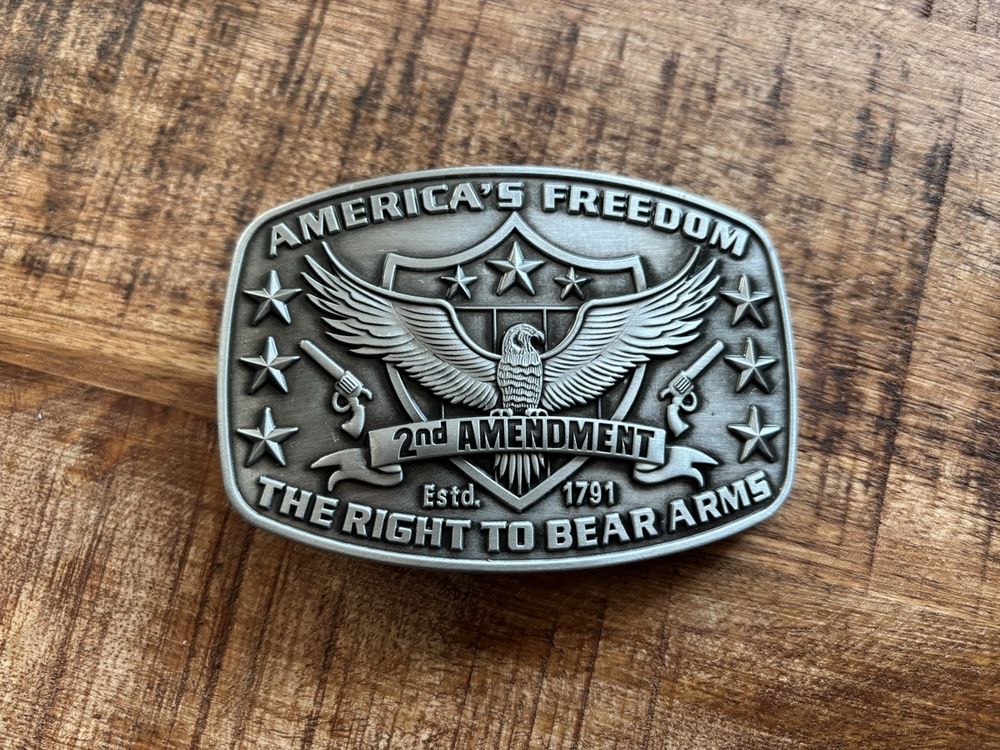 AMERICA'S FREEDOM
2nd AMENDMENT
Estd. 1791
THE RIGHT TO BEAR ARMS